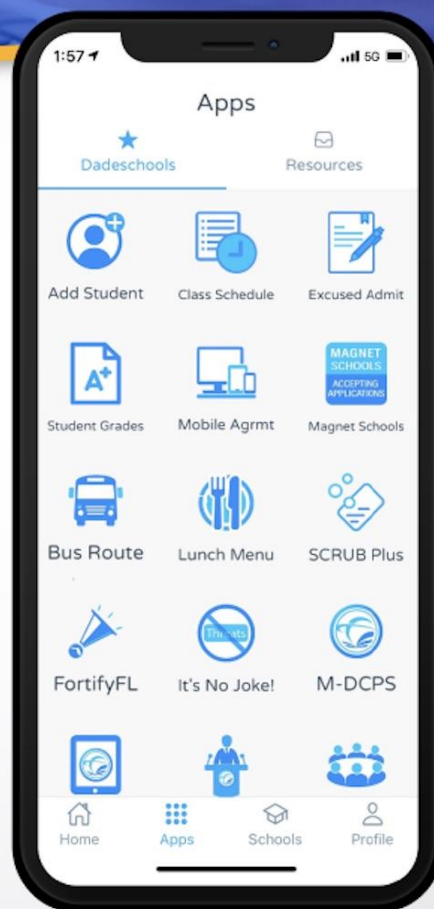 1:57
5G
Apps
Dadeschools
Resources
Add Student
Class Schedule
Excused Admit
A+
MAGNET
SCHOOLS
ACCEPTING
APPLICATIONS
Student Grades
Mobile Agrmt
Magnet Schools
Bus Route
Lunch Menu
SCRUB Plus
Threats
FortifyFL
It's No Joke!
M-DCPS
Home
Apps
Schools
Profile